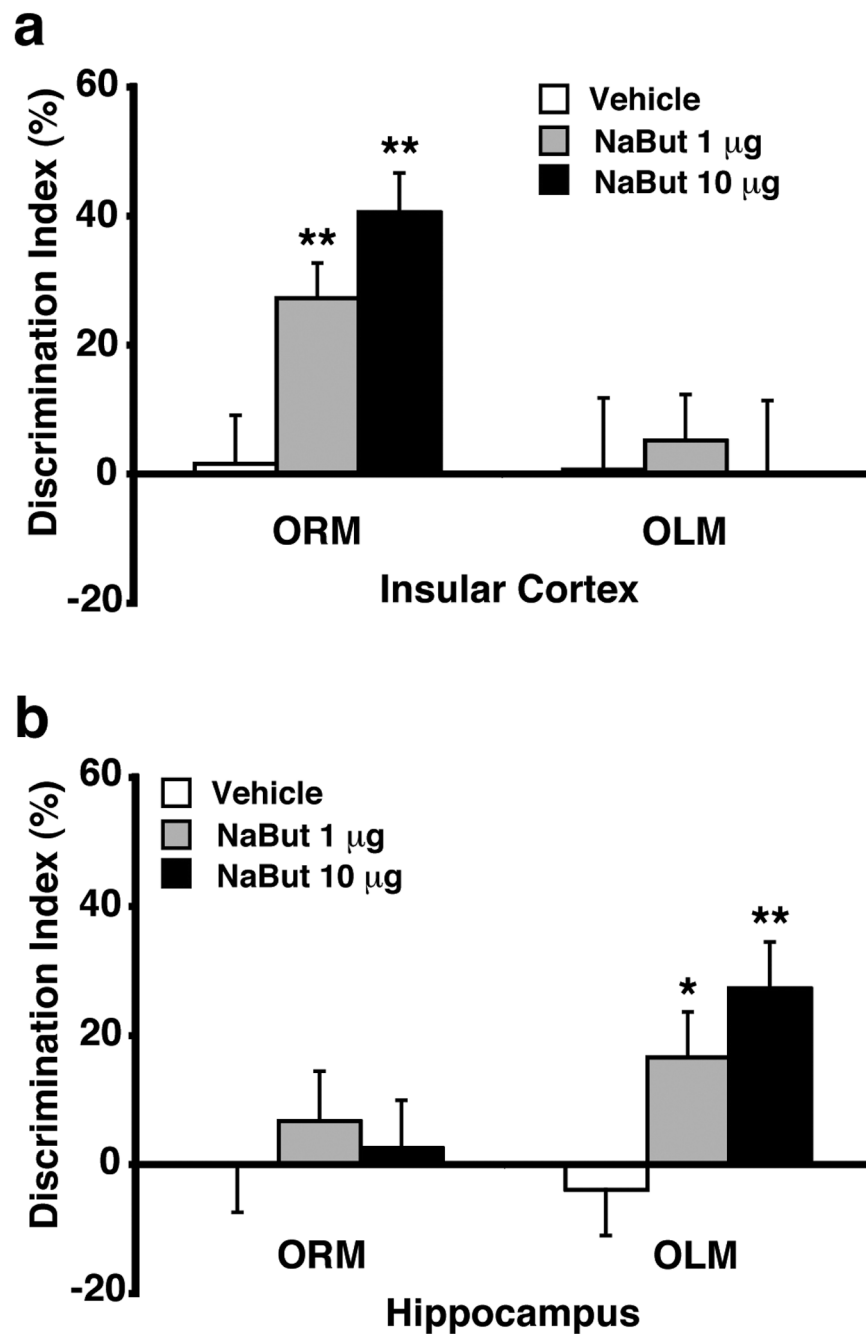 a
Discrimination Index (%)
60
40
20
0
-20
Vehicle
NaBut 1 μg
NaBut 10 μg
**
**
ORM
OLM
Insular Cortex
b
Discrimination Index (%)
60
40
20
0
-20
Vehicle
NaBut 1 μg
NaBut 10 μg
*
**
ORM
OLM
Hippocampus